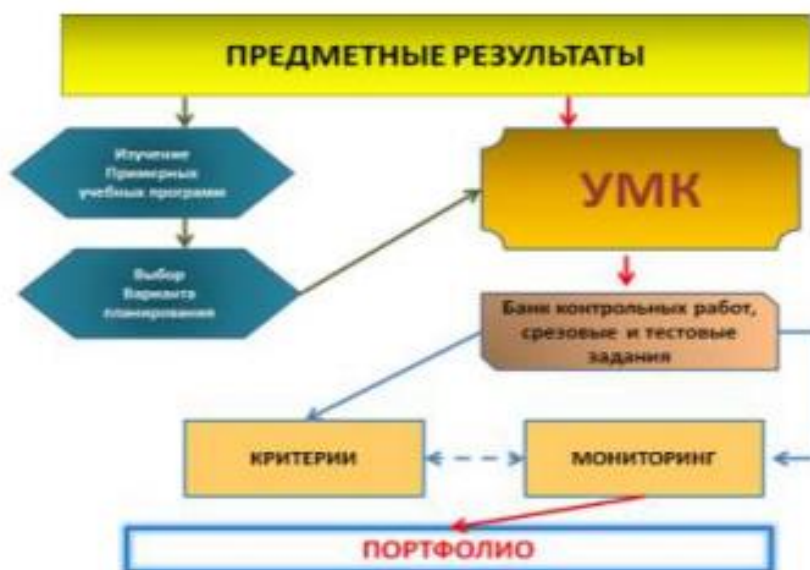 ПРЕДМЕТНЫЕ РЕЗУЛЬТАТЫ
Изучение
Примерных
учебных программ
УМК
Выбор
Варианта
планирования
Банк контрольных работ,
срезовые и тестовые
задания
КРИТЕРИИ
МОНИТОРИНГ
ПОРТФОЛИО